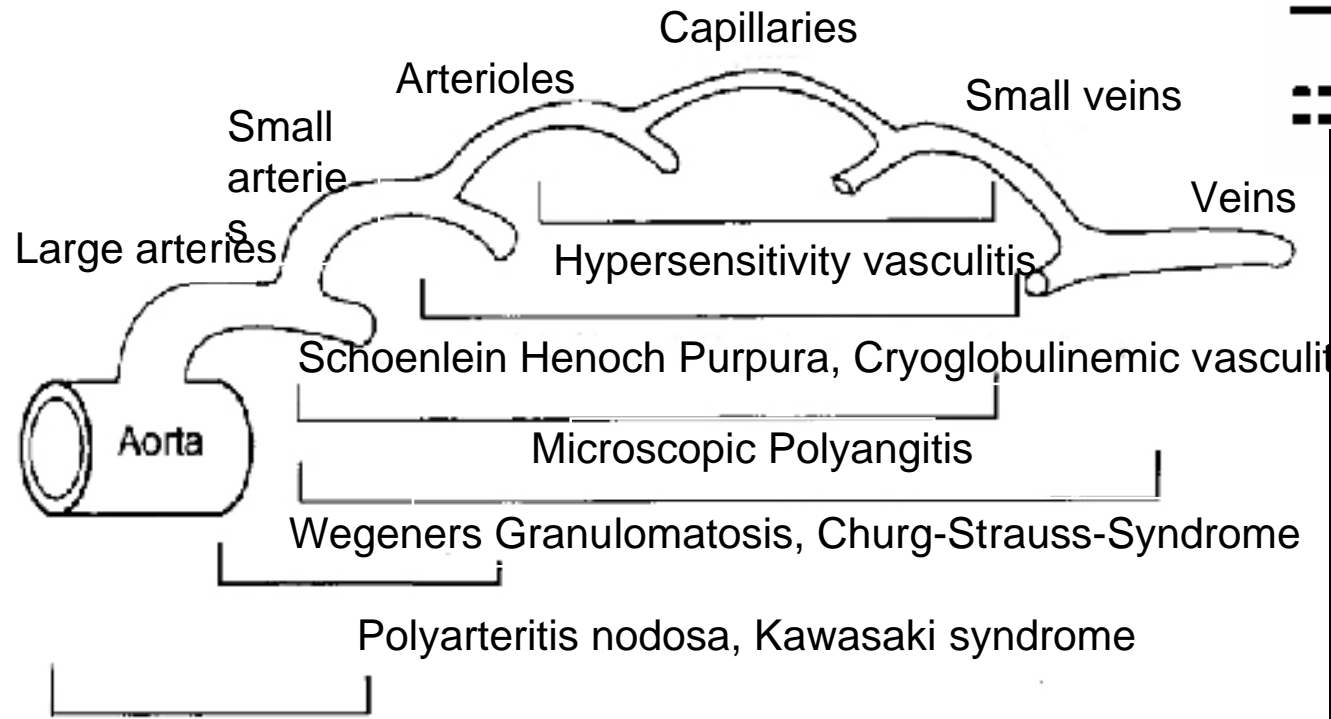 Capillaries
Arterioles
Small veins
Small
arterie
s
Veins
Large arteries
Hypersensitivity vasculitis
Schoenlein Henoch Purpura, Cryoglobulinemic vasculit
Aorta
Microscopic Polyangitis
Wegeners Granulomatosis, Churg-Strauss-Syndrome
Polyarteritis nodosa, Kawasaki syndrome